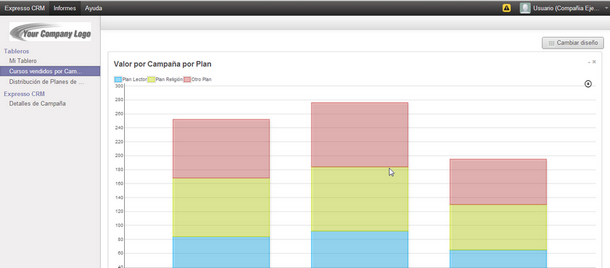 Expresso CRM Informes Ayuda
Usuario (Compañia Eje...
Your Company Logo
Tableros
Mi Tablero
Cursos vendidos por Cam...
Distribución de Planes de ...
Expresso CRM
Detalles de Campaña
Cambiar diseño
Valor por Campaña por Plan
Plan Lector Plan Religión Otro Plan
300
280
260
240
220
200
180
160
140
120
100
80
60
40